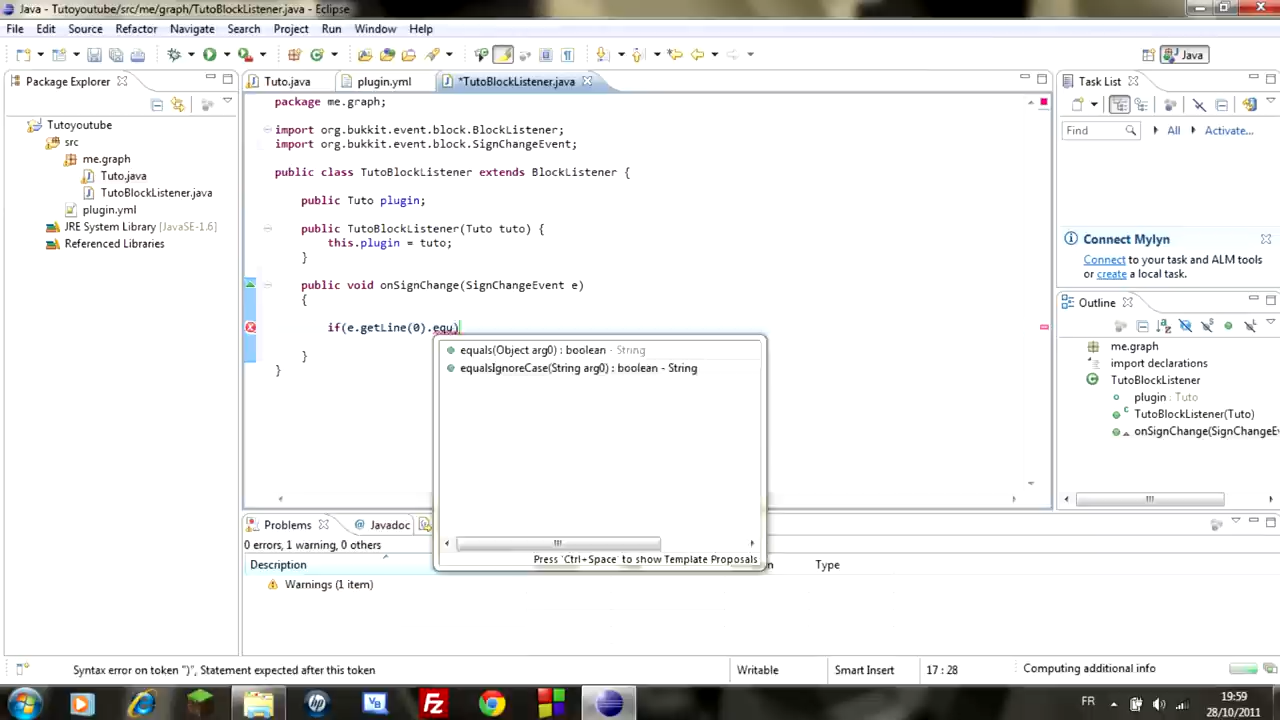 Java - Tutoyoutube/src/me/graph/TutoBlockListener.java - Eclipse
File Edit Source Refactor Navigate Search Project Run Window Help
Java
Package Explorer
Tuto.java
plugin.yml
*TutoBlockListener.java
Task List
Tutoyoutube
src
me.graph
Tuto.java
TutoBlockListener.java
plugin.yml
JRE System Library [JavaSE-1.6]
Referenced Libraries
package me.graph;
import org.bukkit.event.block.BlockListener;
import org.bukkit.event.block.SignChangeEvent;
public class TutoBlockListener extends BlockListener {
public Tuto plugin;
public TutoBlockListener(Tuto tuto) {
this.plugin = tuto;
}
public void onSignChange(SignChangeEvent e)
{
if(e.getLine(0).equ)
}
}
equals(Object arg0) : boolean - String
equalsIgnoreCase(String arg0) : boolean - String
Press 'Ctrl+Space' to show Template Proposals
Find All Activate...
Connect Mylyn
Connect to your task and ALM tools
or create a local task.
Outline
me.graph
import declarations
TutoBlockListener
plugin : Tuto
TutoBlockListener(Tuto)
onSignChange(SignChangeEv
Problems
Javadoc
0 errors, 1 warning, 0 others
Description
Type
Warnings (1 item)
Syntax error on token ")", Statement expected after this token
Writable
Smart Insert
17 : 28
Computing additional info
FR
19:59
28/10/2011